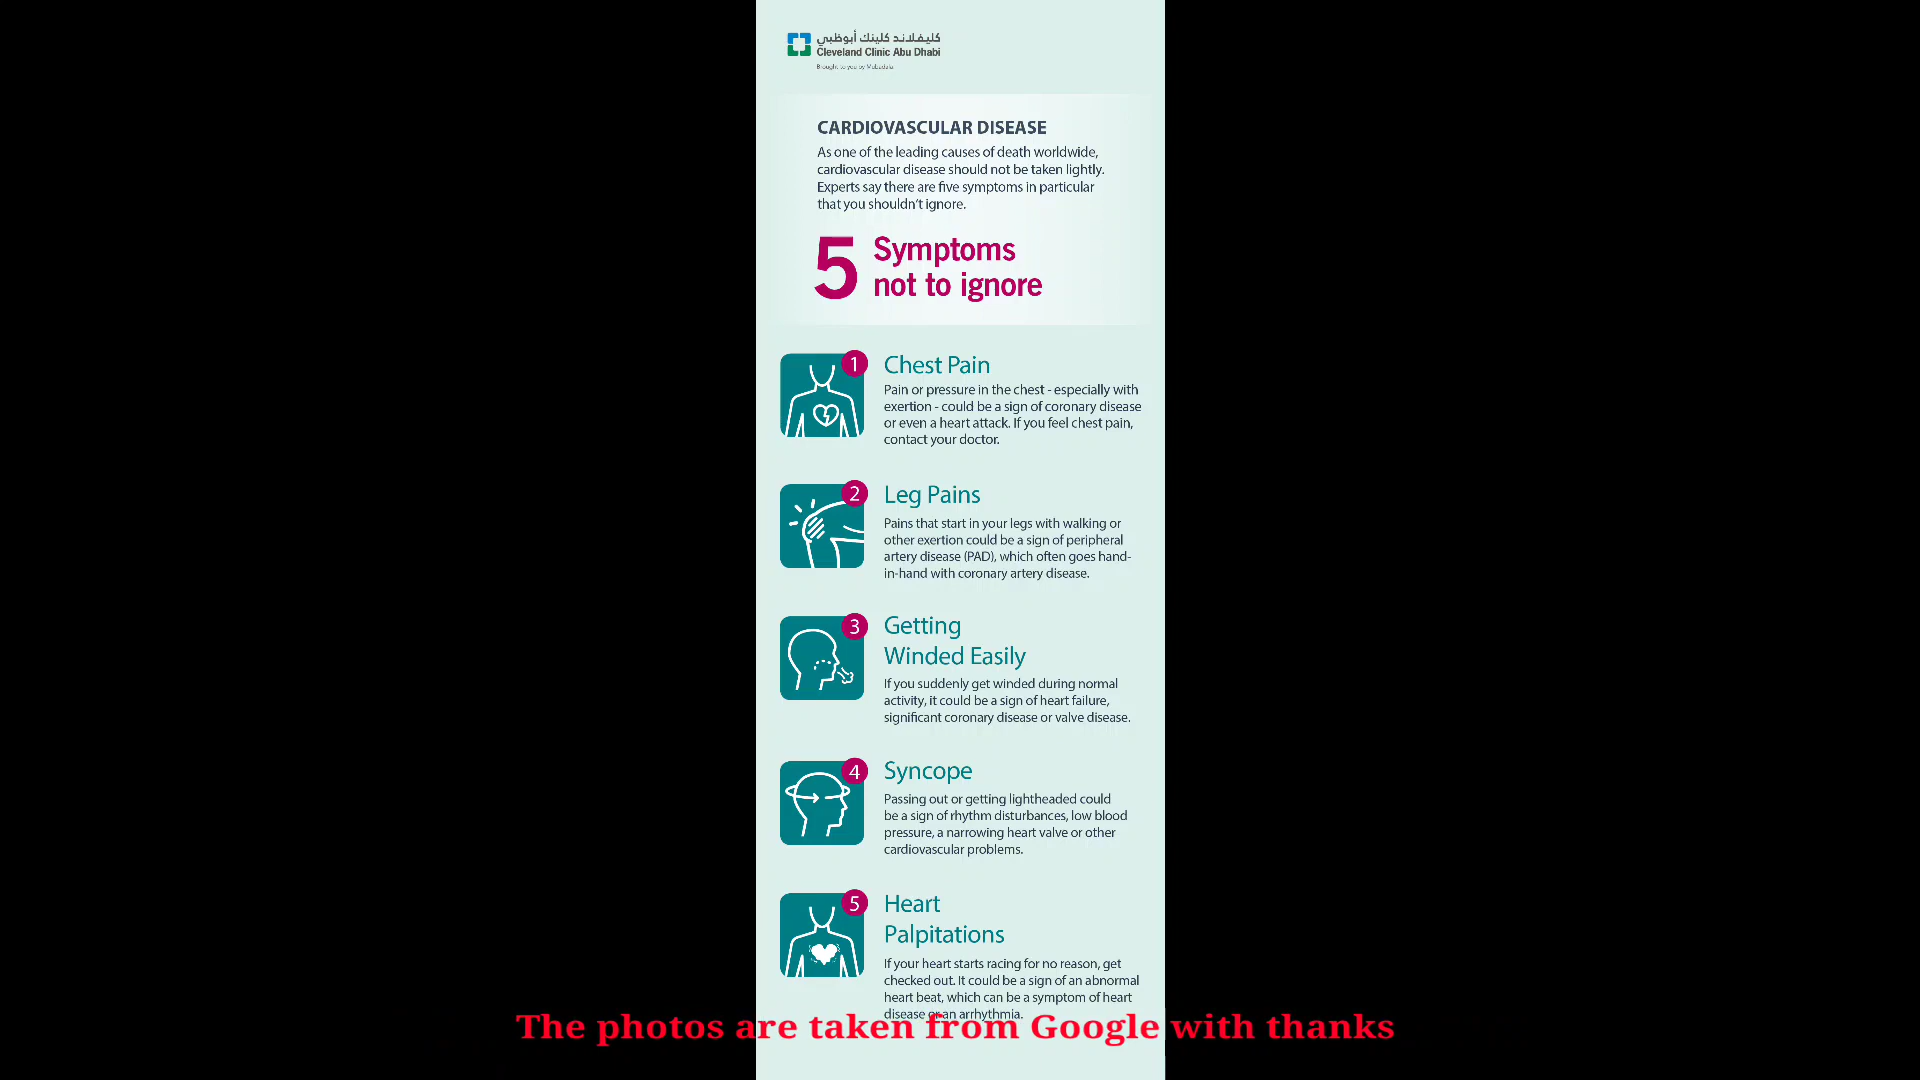 كليفلاند كلينك أبوظبي
Cleveland Clinic Abu Dhabi
Brought to you by Mubadala
CARDIOVASCULAR DISEASE
As one of the leading causes of death worldwide,
cardiovascular disease should not be taken lightly.
Experts say there are five symptoms in particular
that you shouldn't ignore.
5 Symptoms
not to ignore
1 Chest Pain
Pain or pressure in the chest - especially with
exertion - could be a sign of coronary disease
or even a heart attack. If you feel chest pain,
contact your doctor.
2 Leg Pains
Pains that start in your legs with walking or
other exertion could be a sign of peripheral
artery disease (PAD), which often goes hand-
in-hand with coronary artery disease.
3 Getting
Winded Easily
If you suddenly get winded during normal
activity, it could be a sign of heart failure,
significant coronary disease or valve disease.
4 Syncope
Passing out or getting lightheaded could
be a sign of rhythm disturbances, low blood
pressure, a narrowing heart valve or other
cardiovascular problems.
5 Heart
Palpitations
If your heart starts racing for no reason, get
checked out. It could be a sign of an abnormal
heart beat, which can be a symptom of heart
disease or an arrhythmia.
The photos are taken from Google with thanks